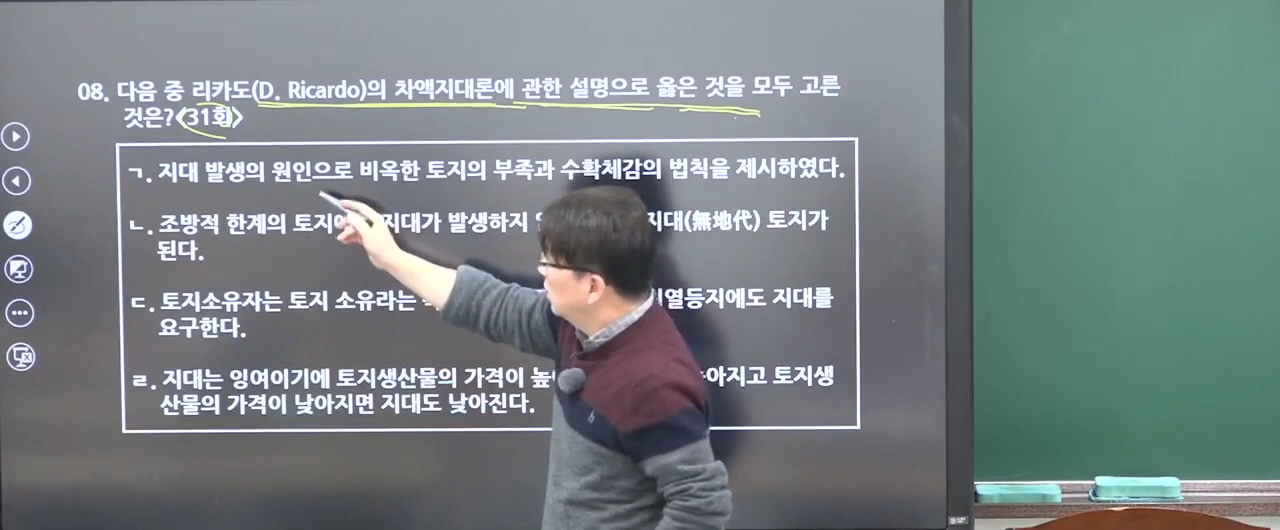 08. 다음 중 리카도(D. Ricardo)의 차액지대론에 관한 설명으로 옳은 것을 모두 고른
것은?<31회>
ㄱ. 지대 발생의 원인으로 비옥한 토지의 부족과 수확체감의 법칙을 제시하였다.
ㄴ. 조방적 한계의 토지에 지대가 발생하지 지대(無地代) 토지가
된다.
ㄷ. 토지소유자는 토지 소유라는 열등지에도 지대를
요구한다.
ㄹ. 지대는 잉여이기에 토지생산물의 가격이 토지생
산물의 가격이 낮아지면 지대도 낮아진다.